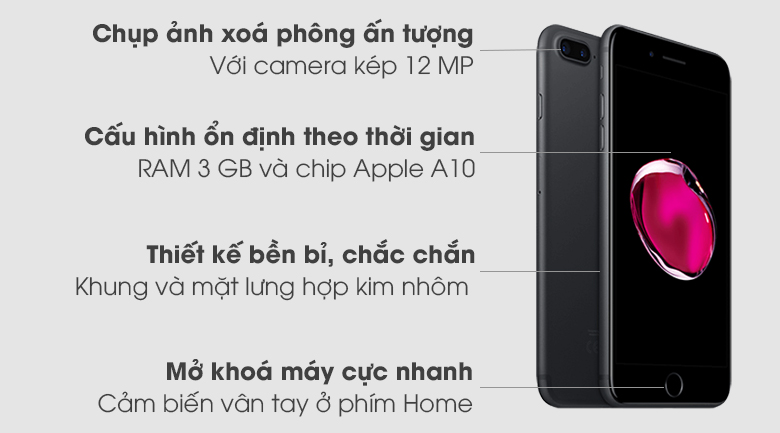 Chụp ảnh xoá phông ấn tượng
Với camera kép 12 MP
Cấu hình ổn định theo thời gian
RAM 3 GB và chip Apple A10
Thiết kế bền bỉ, chắc chắn
Khung và mặt lưng hợp kim nhôm
Mở khoá máy cực nhanh
Cảm biến vân tay ở phím Home